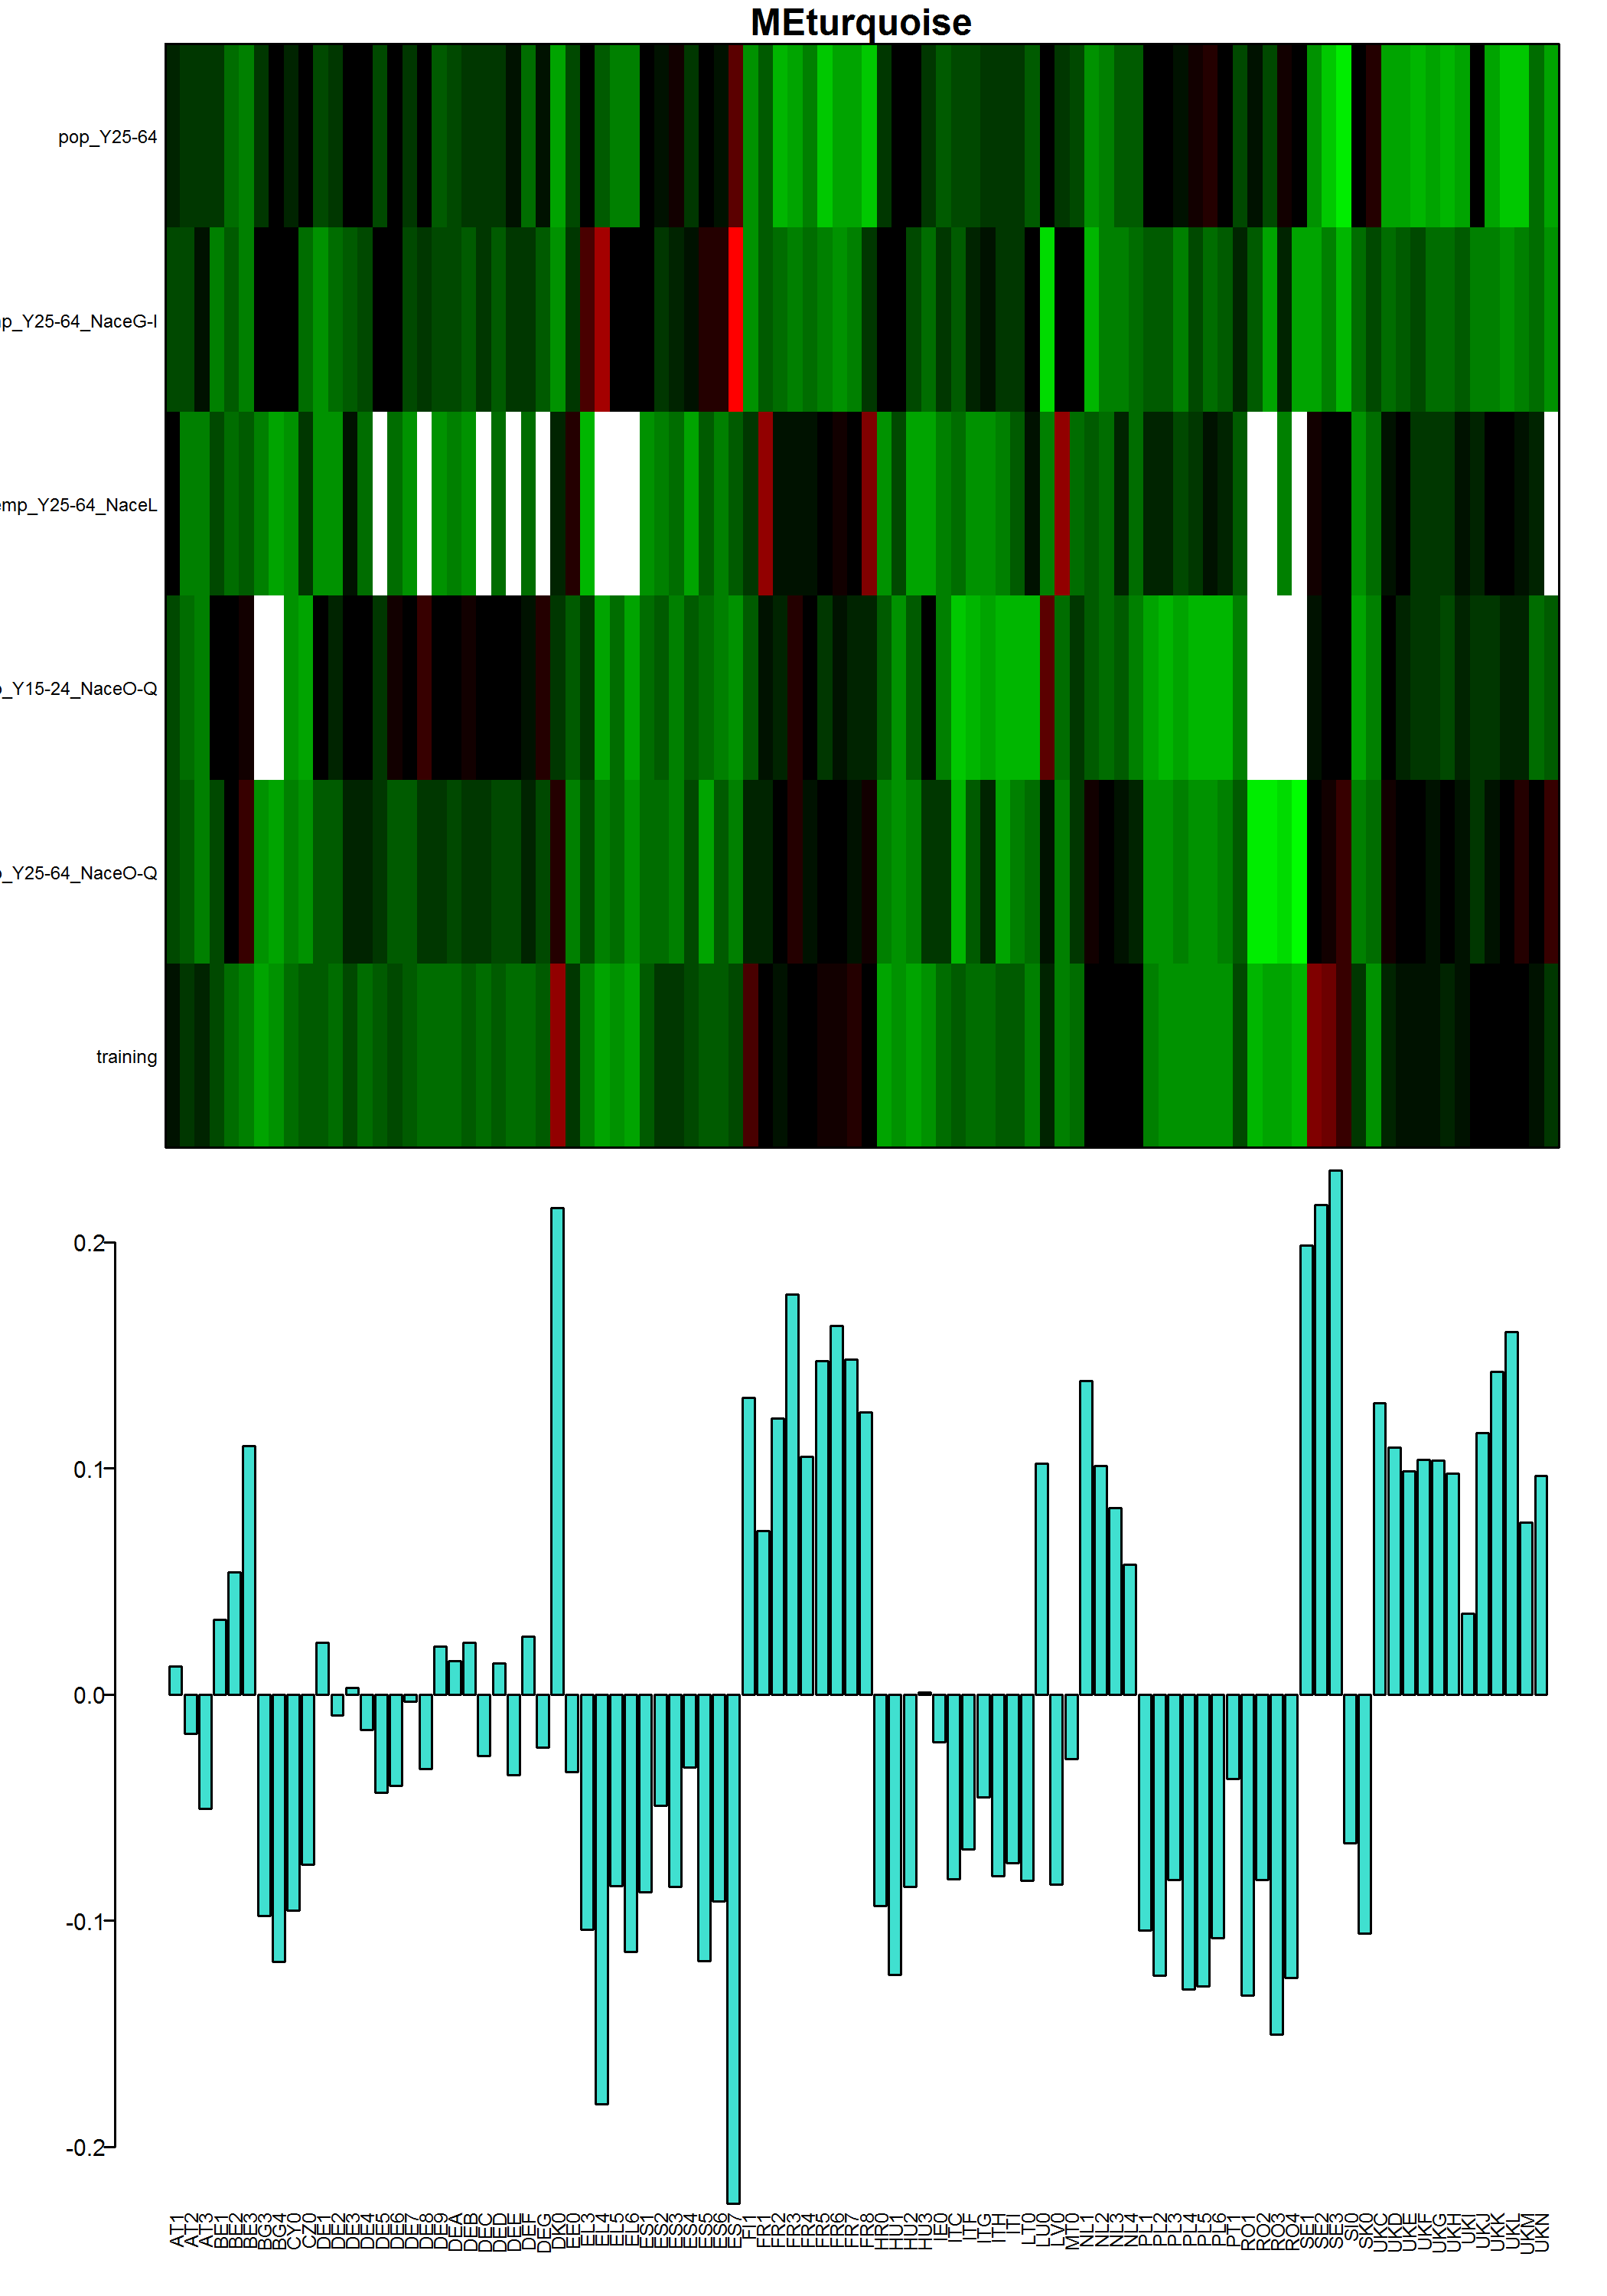 MEturquoise
pop_Y25-64
np_Y25-64_NaceG-I
emp_Y25-64_NaceL
o_Y15-24_NaceO-Q
o_Y25-64_NaceO-Q
training
0.2
0.1
0.0
-0.1
-0.2
AT1 AT2 AT3 BE1 BE2 BE3 BG3 BG4 CY0 CZ0 DE1 DE2 DE3 DE4 DE5 DE6 DE7 DE8 DE9 DEA DEB DEC DED DEE DEF DEG DK0 EE0 EL3 EL4 EL5 EL6 ES1 ES2 ES3 ES4 ES5 ES6 ES7 FI1 FR1 FR2 FR3 FR4 FR5 FR6 FR7 FR8 HR0 HU1 HU2 HU3 IE0 ITC ITF ITG ITH ITI LT0 LU0 LV0 MT0 NL1 NL2 NL3 NL4 PL1 PL2 PL3 PL4 PL5 PL6 PT1 RO1 RO2 RO3 RO4 SE1 SE2 SE3 SI0 SK0 UKC UKD UKE UKF UKG UKH UKI UKJ UKK UKL UKM UKN